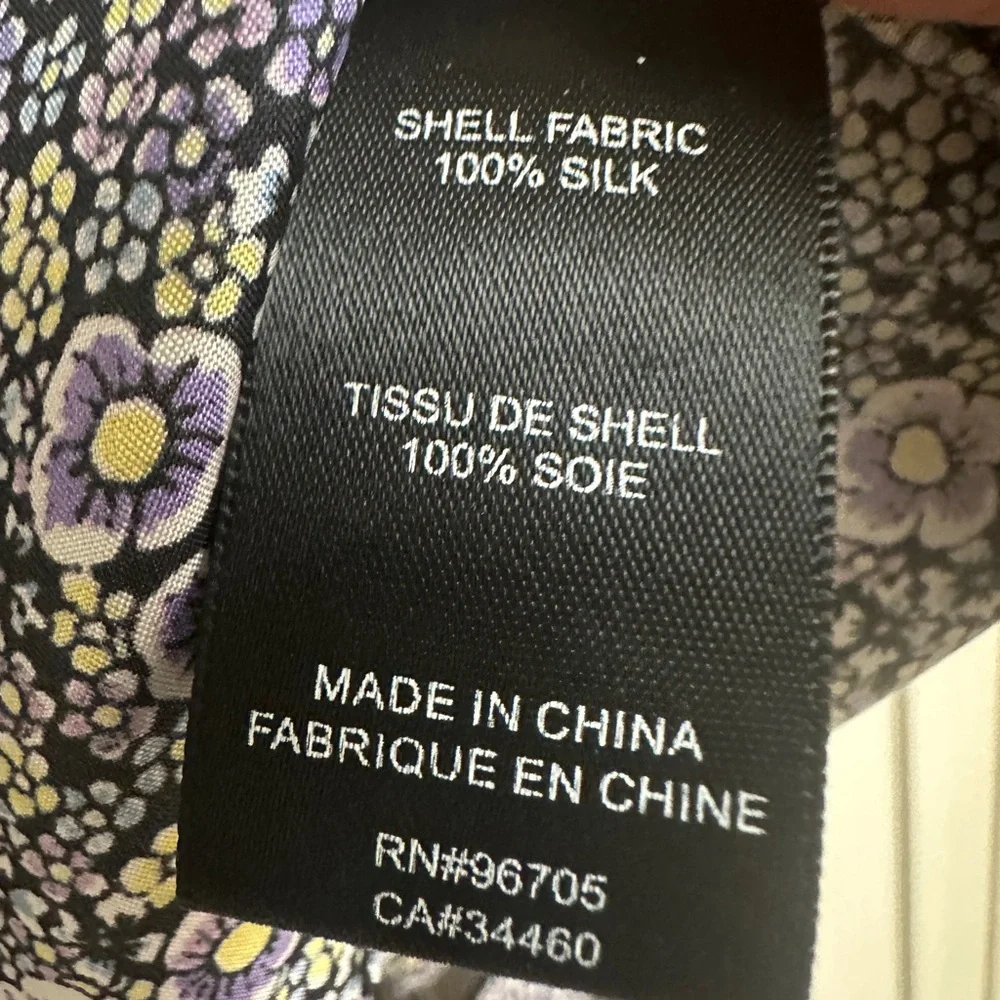 SHELL FABRIC
100% SILK
TISSU DE SHELL
100% SOIE
MADE IN CHINA
FABRIQUE EN CHINE
RN#96705
CA#34460